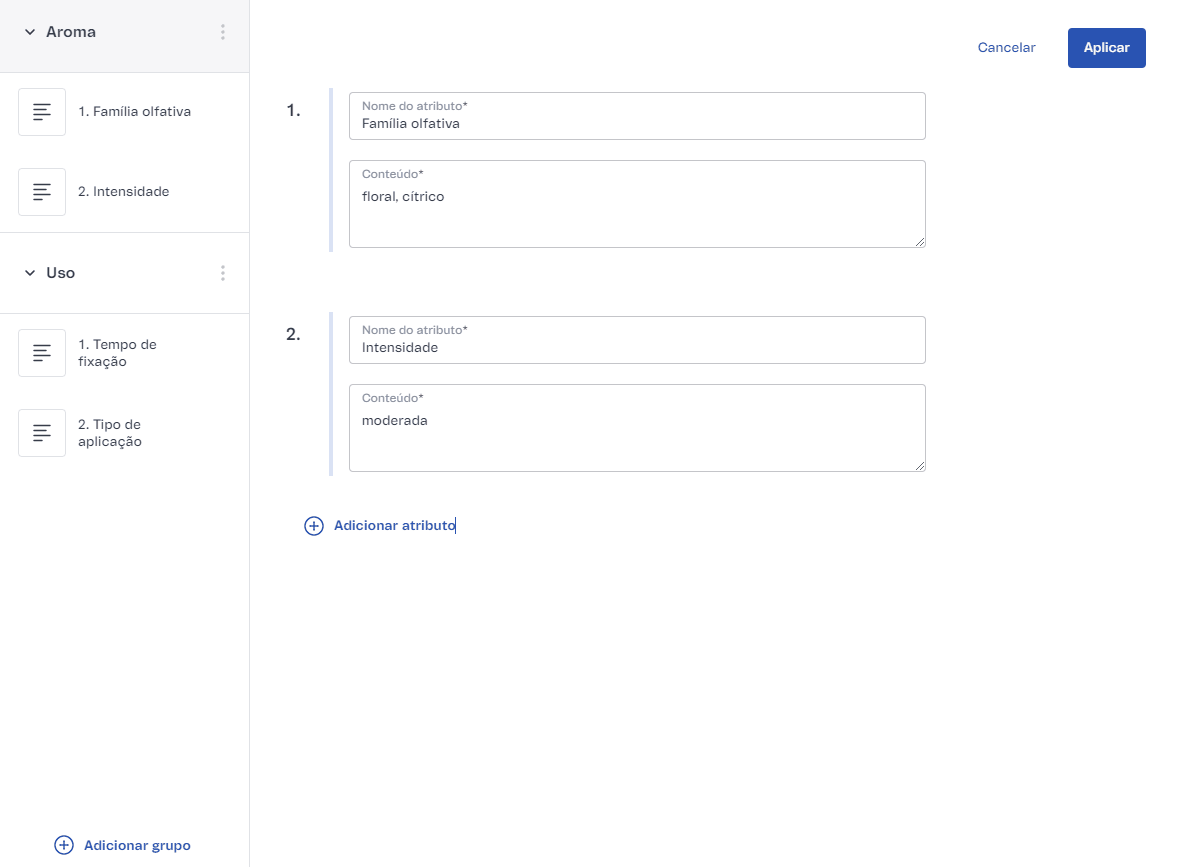 Aroma
1. Família olfativa
2. Intensidade
Uso
1. Tempo de
fixação
2. Tipo de
aplicação
Adicionar grupo
Cancelar
Aplicar
1.
Nome do atributo*
Família olfativa
Conteúdo*
floral, cítrico
2.
Nome do atributo*
Intensidade
Conteúdo*
moderada
Adicionar atributo